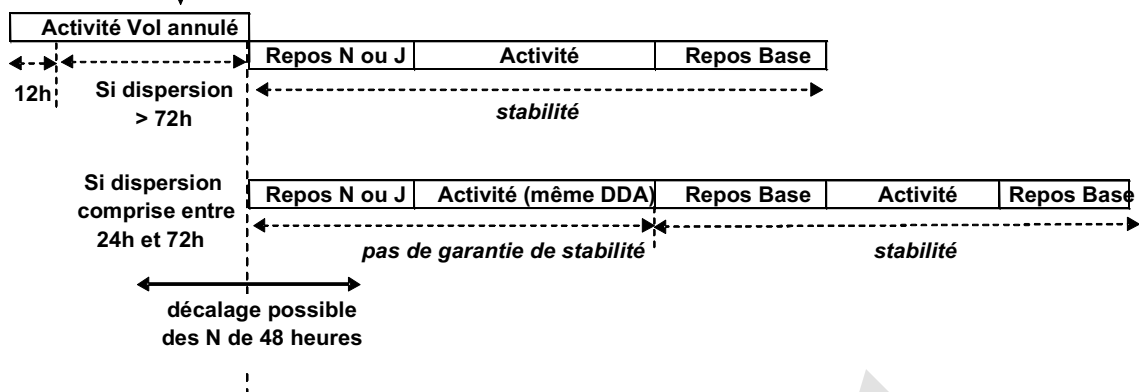 Activité Vol annulé
Repos N ou J Activité Repos Base
12h Si dispersion
> 72h
stabilité
Si dispersion
comprise entre
24h et 72h
Repos N ou J Activité (même DDA) Repos Base Activité Repos Base
pas de garantie de stabilité stabilité
décalage possible
des N de 48 heures